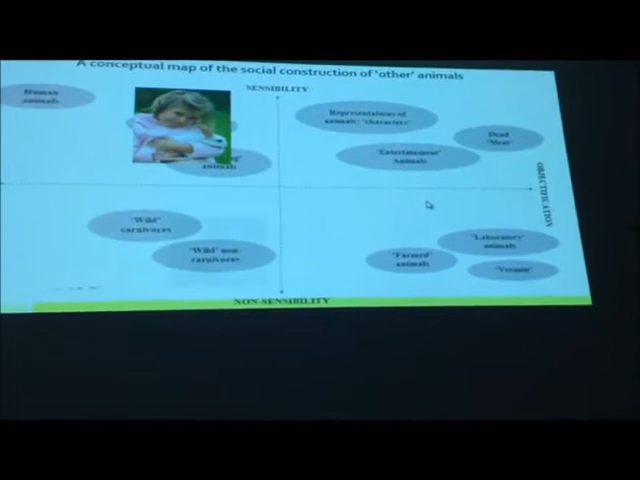 A conceptual map of the social construction of 'other' animals
SENSIBILITY
Human
animals
Representations of
animals: 'characters'
Dead
'Meat'
'Entertainment'
Animals
animals
OBJECTIFICATION
'Wild'
carnivores
'Wild' non-
carnivores
'Laboratory'
animals
'Farmed'
animals
'Vermin'
NON-SENSIBILITY